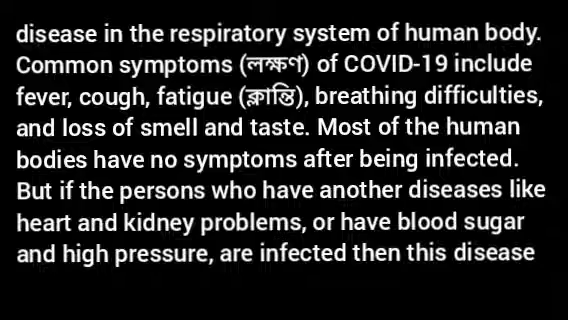 disease in the respiratory system of human body.
Common symptoms (লক্ষণ) of COVID-19 include
fever, cough, fatigue (ক্লান্তি), breathing difficulties,
and loss of smell and taste. Most of the human
bodies have no symptoms after being infected.
But if the persons who have another diseases like
heart and kidney problems, or have blood sugar
and high pressure, are infected then this disease